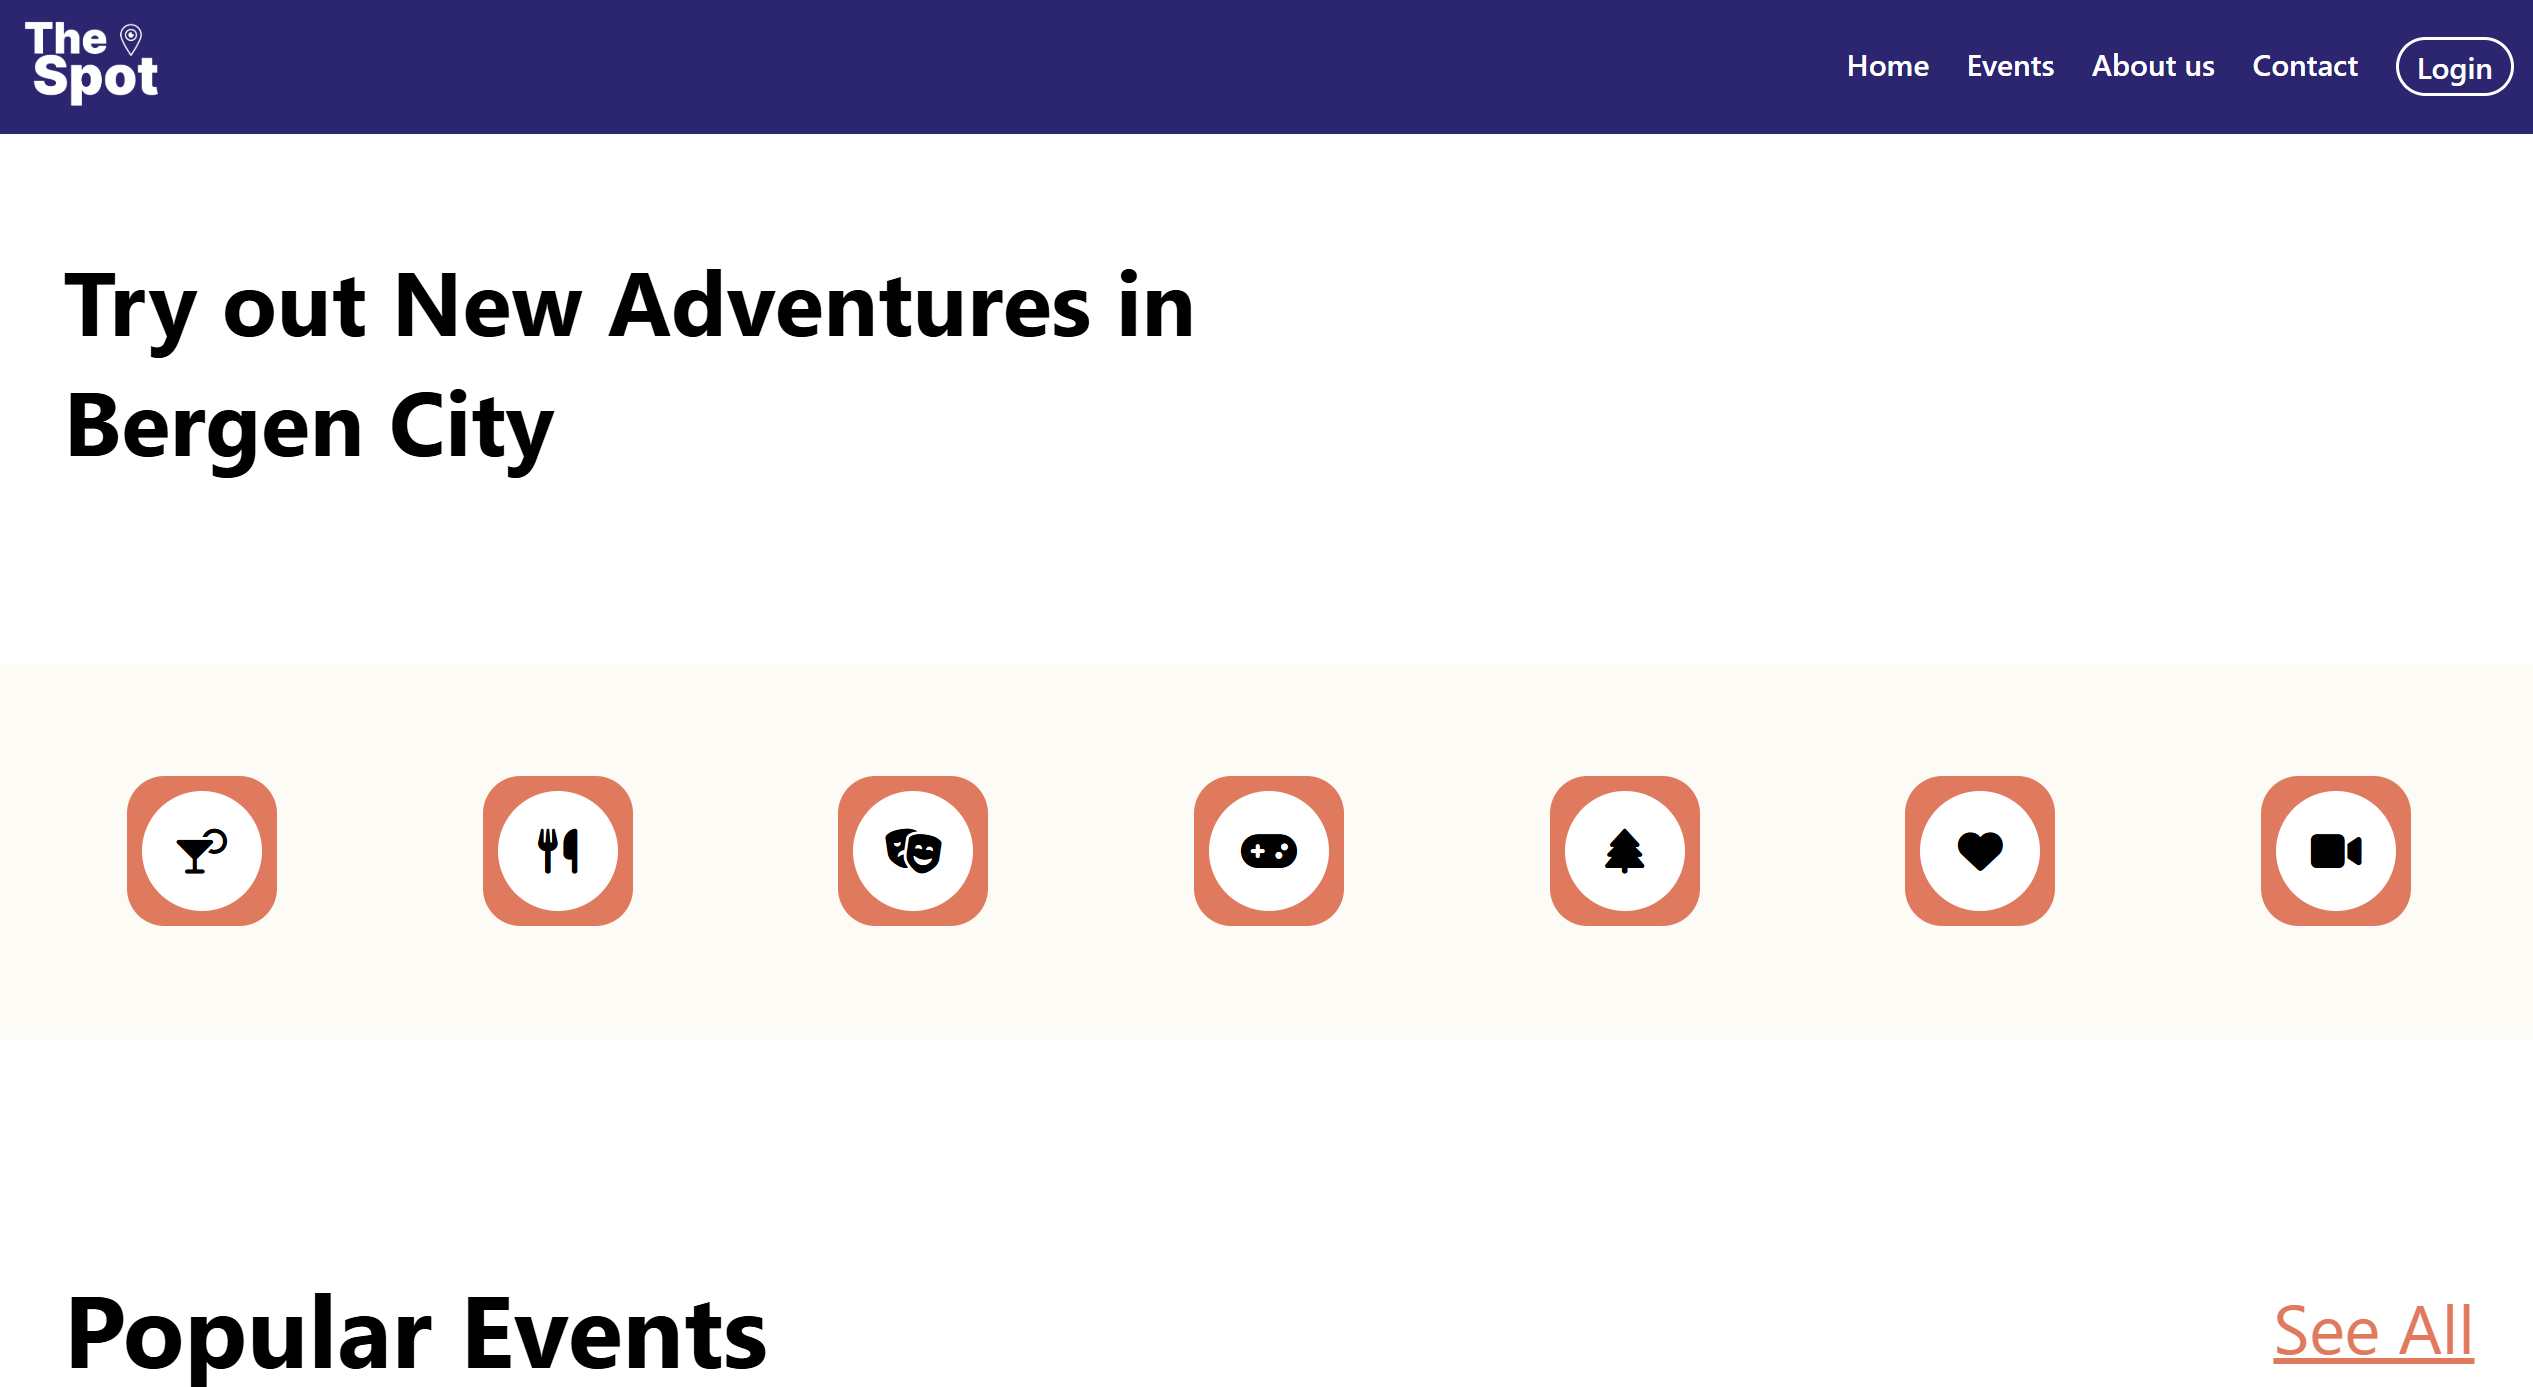 The
Spot
Home Events About us Contact Login
Try out New Adventures in
Bergen City
Popular Events
See All